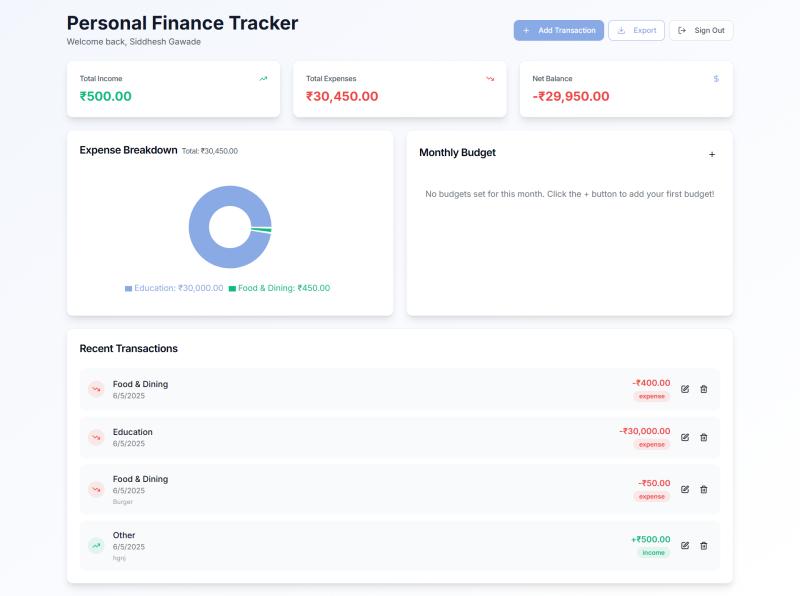 Personal Finance Tracker
Welcome back, Siddhesh Gawade
Add Transaction
Export
Sign Out
Total Income
₹500.00
Total Expenses
₹30,450.00
Net Balance
-₹29,950.00
Expense Breakdown Total: ₹30,450.00
Education: ₹30,000.00 Food & Dining: ₹450.00
Monthly Budget
No budgets set for this month. Click the + button to add your first budget!
Recent Transactions
Food & Dining
6/5/2025
-₹400.00
expense
Education
6/5/2025
-₹30,000.00
expense
Food & Dining
6/5/2025
Burger
-₹50.00
expense
Other
6/5/2025
hgnj
+₹500.00
income